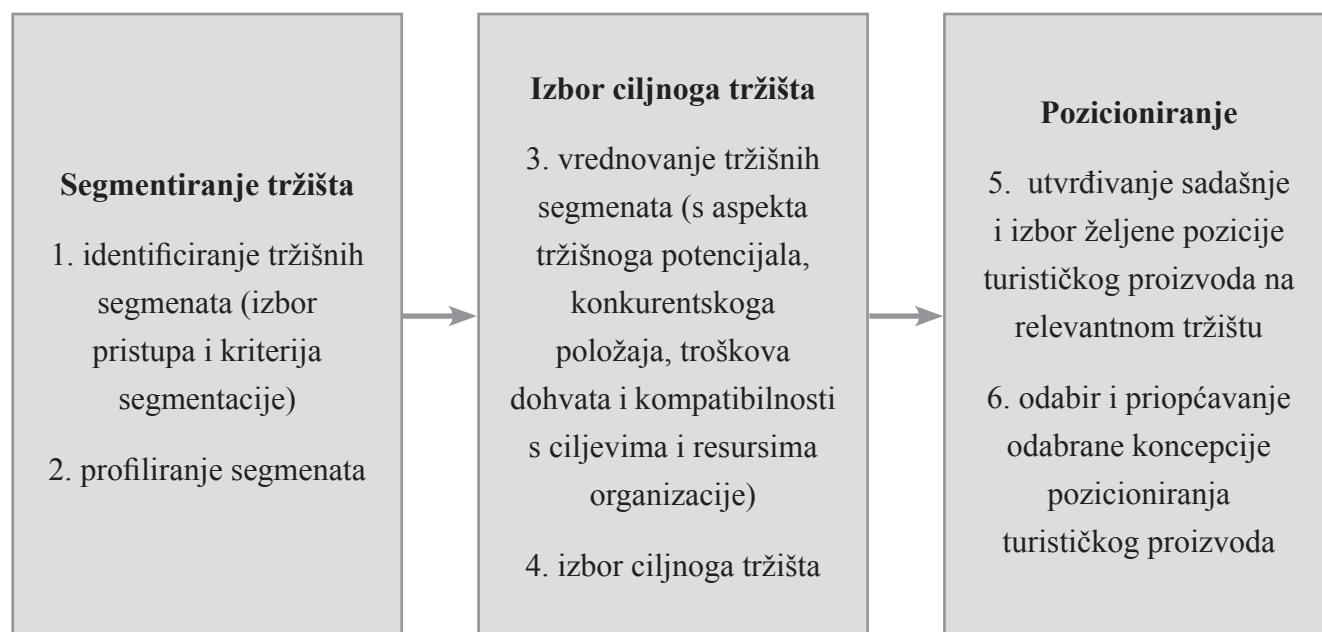 Segmentiranje tržišta
1. identificiranje tržišnih
segmenata (izbor
pristupa i kriterija
segmentacije)
2. profiliranje segmenata
Izbor ciljnoga tržišta
3. vrednovanje tržišnih
segmenata (s aspekta
tržišnoga potencijala,
konkurentskoga
položaja, troškova
dohvata i kompatibilnosti
s ciljevima i resursima
organizacije)
4. izbor ciljnoga tržišta
Pozicioniranje
5. utvrđivanje sadašnje
i izbor željene pozicije
turističkog proizvoda na
relevantnom tržištu
6. odabir i priopćavanje
odabrane koncepcije
pozicioniranja
turističkog proizvoda